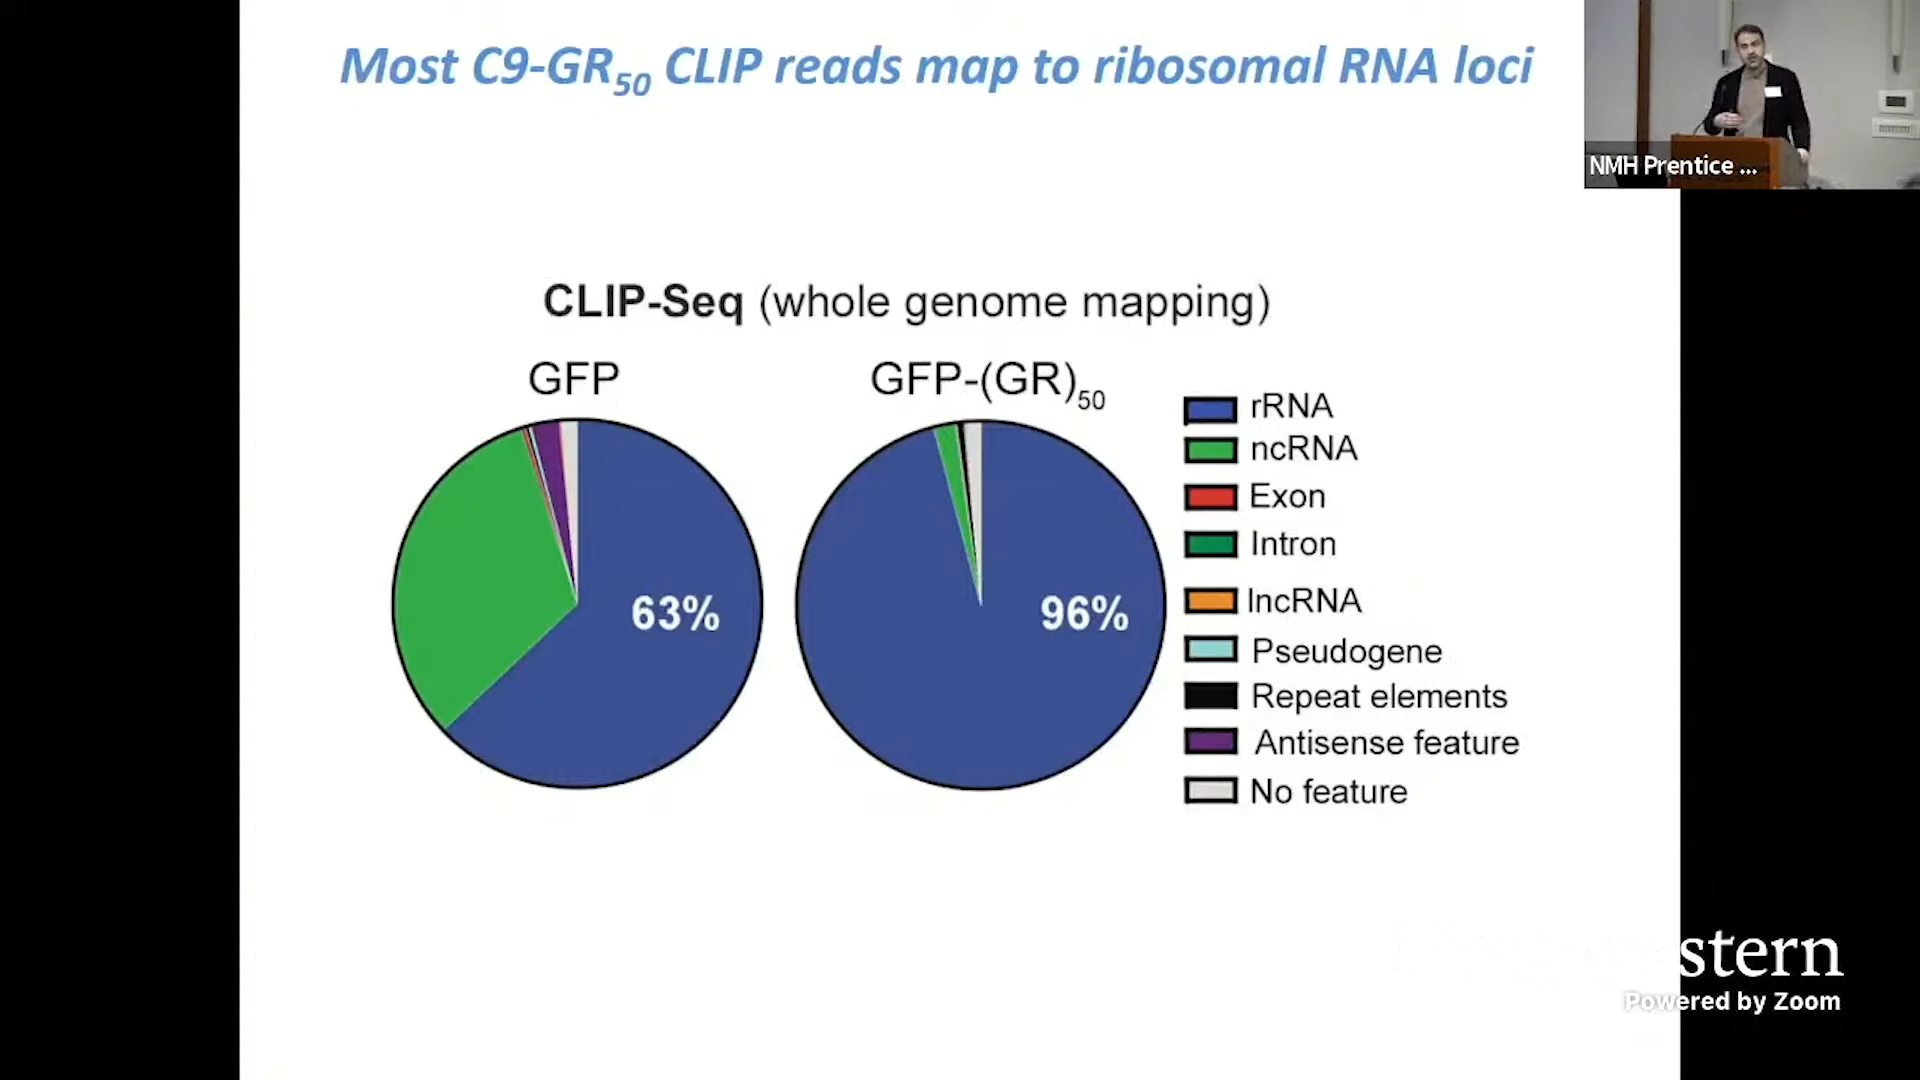 Most C9-GR50 CLIP reads map to ribosomal RNA loci
NMH Prentice ...
CLIP-Seq (whole genome mapping)
GFP
GFP-(GR)50
63%
96%
rRNA
ncRNA
Exon
Intron
lncRNA
Pseudogene
Repeat elements
Antisense feature
No feature
stern
Powered by Zoom